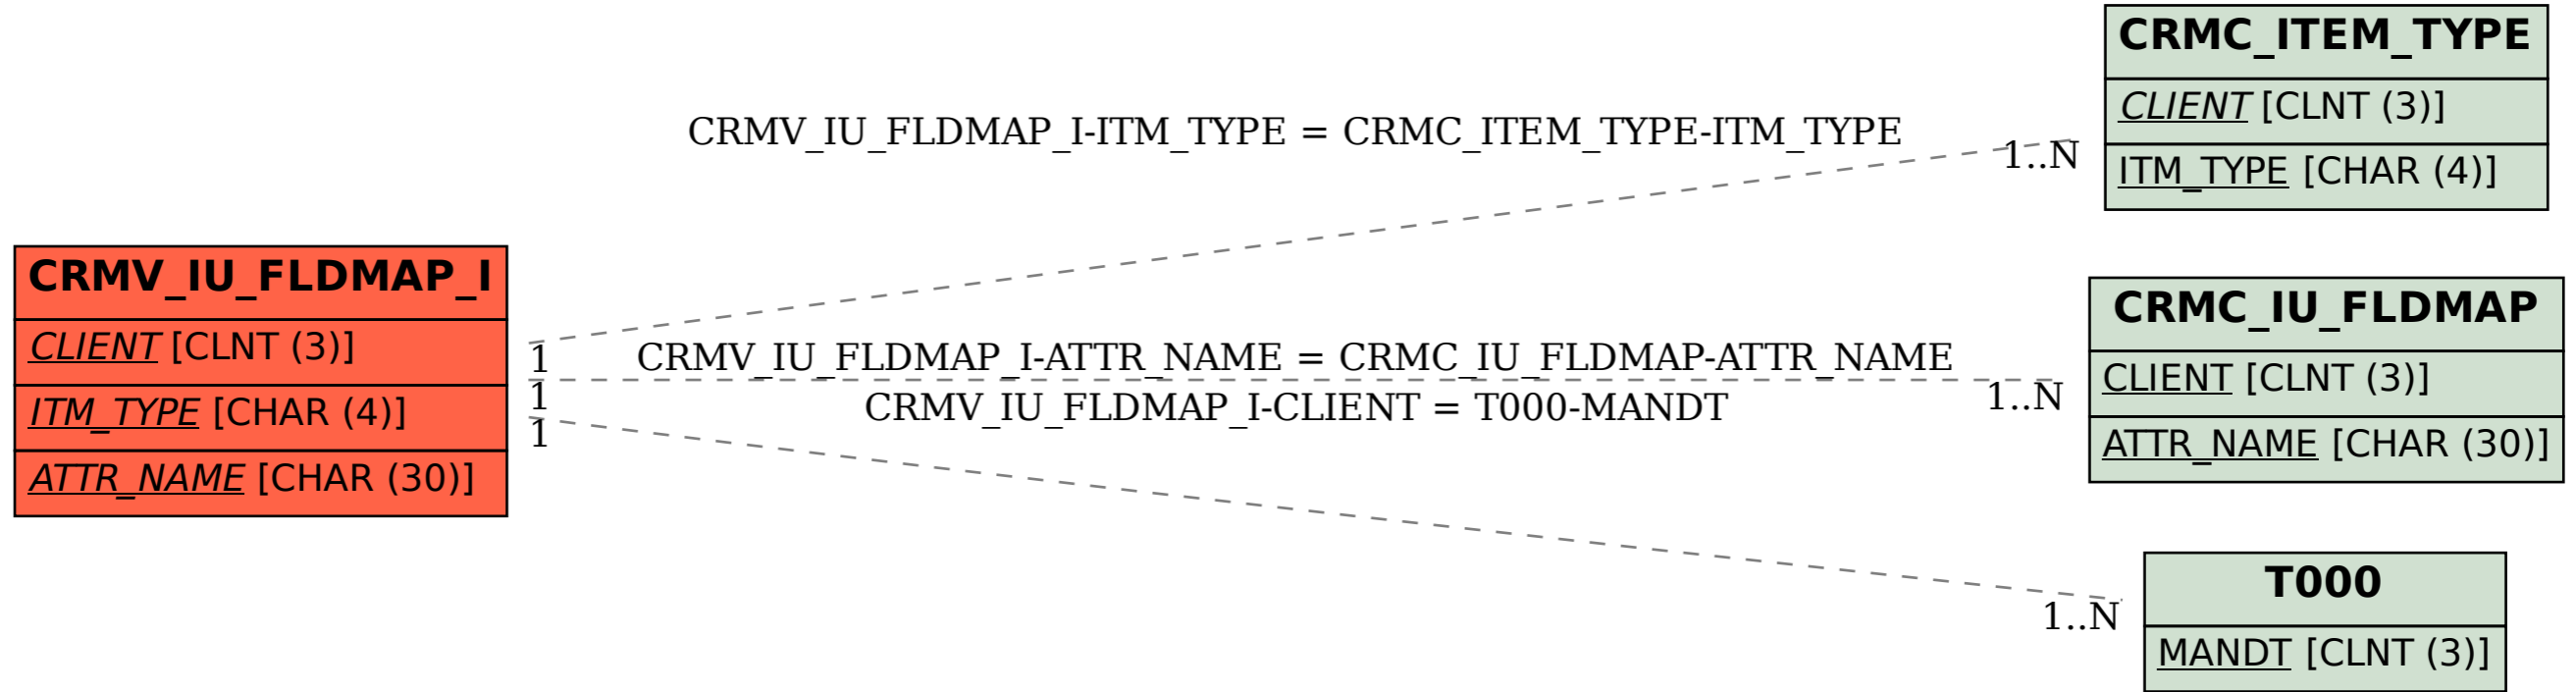 CRMC_ITEM_TYPE
CLIENT [CLNT (3)]
ITM_TYPE [CHAR (4)]
CRMV_IU_FLDMAP_I-ITM_TYPE = CRMC_ITEM_TYPE-ITM_TYPE
1..N
CRMV_IU_FLDMAP_I
CLIENT [CLNT (3)]
ITM_TYPE [CHAR (4)]
ATTR_NAME [CHAR (30)]
1
1
1
CRMV_IU_FLDMAP_I-ATTR_NAME = CRMC_IU_FLDMAP-ATTR_NAME
1..N
CRMV_IU_FLDMAP_I-CLIENT = T000-MANDT
CRMC_IU_FLDMAP
CLIENT [CLNT (3)]
ATTR_NAME [CHAR (30)]
1..N
T000
MANDT [CLNT (3)]